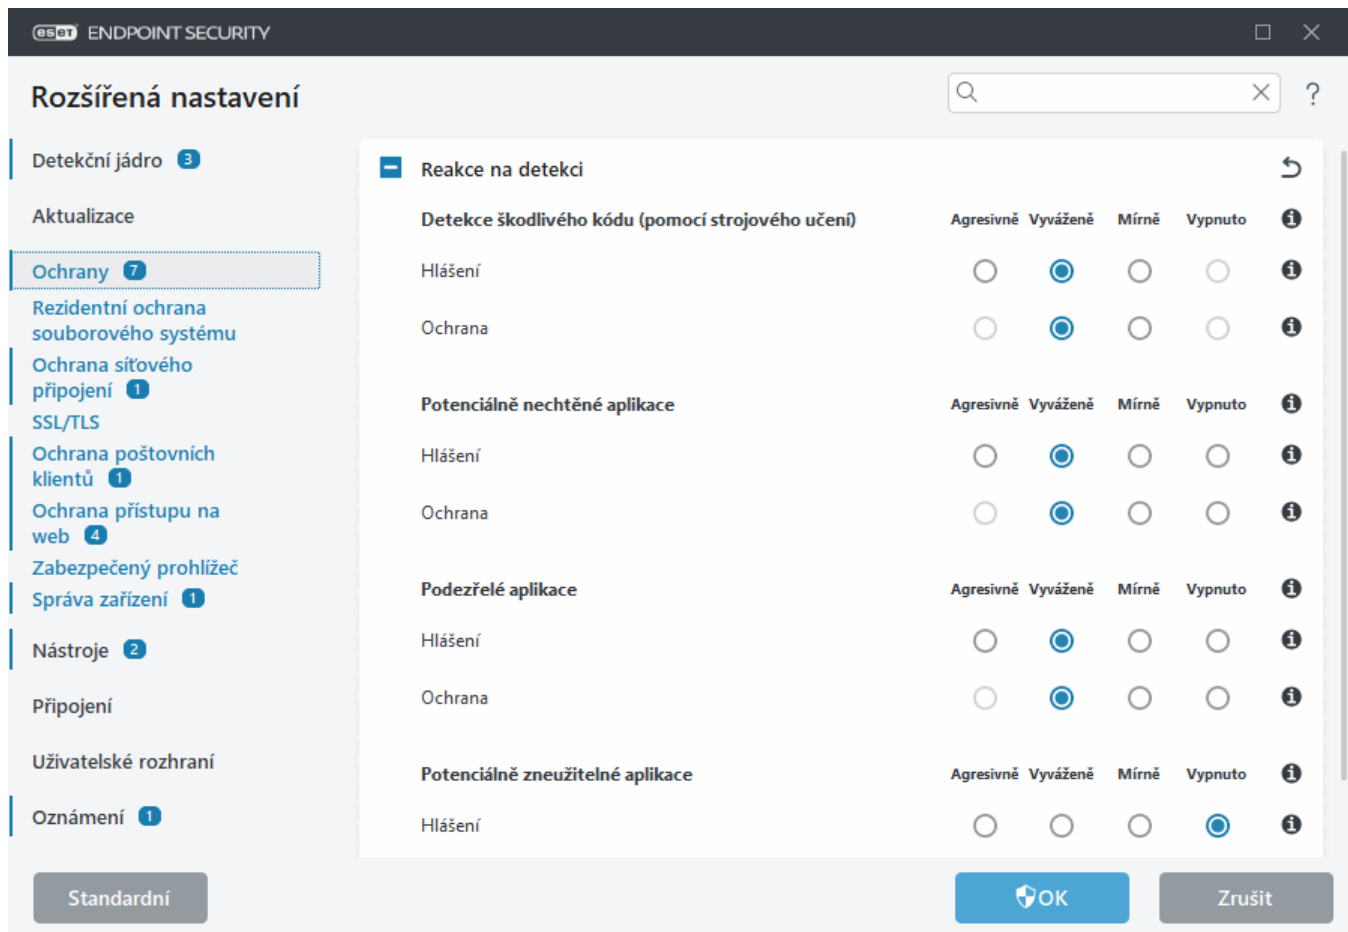 eset ENDPOINT SECURITY
Rozšířená nastavení
?
Detekční jádro 3
Aktualizace
Ochrany 7
Rezidentní ochrana
souborového systému
Ochrana síťového
připojení 1
SSL/TLS
Ochrana poštovních
klientů 1
Ochrana přístupu na
web 4
Zabezpečený prohlížeč
Správa zařízení 1
Nástroje 2
Připojení
Uživatelské rozhraní
Oznámení 1
Reakce na detekci
Detekce škodlivého kódu (pomocí strojového učení) Agresivně Vyváženě Mírně Vypnuto
Hlášení
Ochrana
Potenciálně nechtěné aplikace Agresivně Vyváženě Mírně Vypnuto
Hlášení
Ochrana
Podezřelé aplikace Agresivně Vyváženě Mírně Vypnuto
Hlášení
Ochrana
Potenciálně zneužitelné aplikace Agresivně Vyváženě Mírně Vypnuto
Hlášení
Standardní OK Zrušit